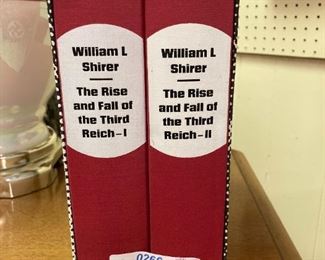 William L
Shirer
The Rise
and Fall of
the Third
Reich-I
William L
Shirer
The Rise
and Fall of
the Third
Reich-II